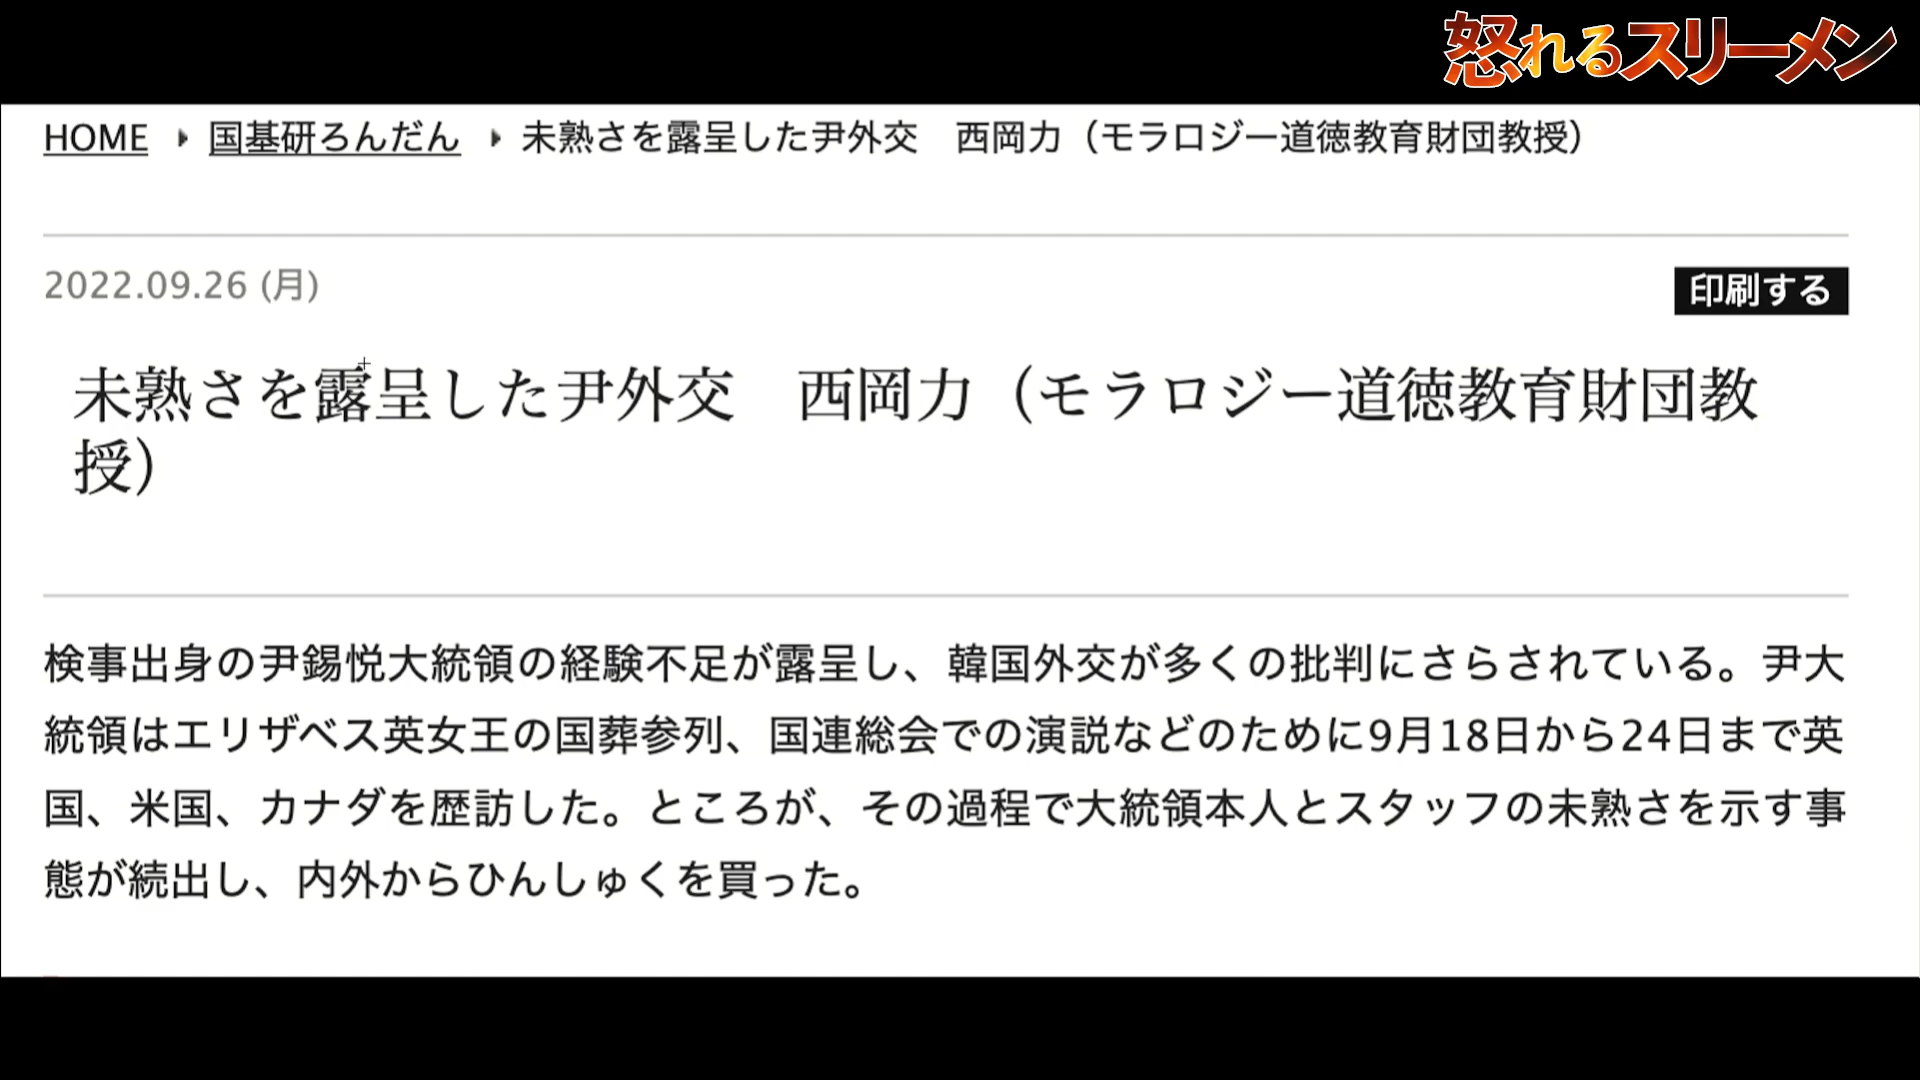 怒れるスリーメン
HOME ▸ 国基研ろんだん ▸ 未熟さを露呈した尹外交　西岡力（モラロジー道徳教育財団教授）
2022.09.26 (月)
印刷する
未熟さを露呈した尹外交　西岡力（モラロジー道徳教育財団教
授）
検事出身の尹錫悦大統領の経験不足が露呈し、韓国外交が多くの批判にさらされている。尹大
統領はエリザベス英女王の国葬参列、国連総会での演説などのために9月18日から24日まで英
国、米国、カナダを歴訪した。ところが、その過程で大統領本人とスタッフの未熟さを示す事
態が続出し、内外からひんしゅくを買った。